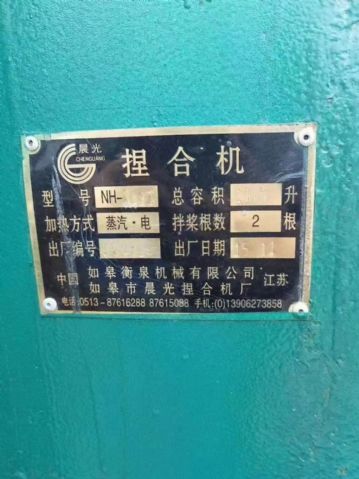 晨光
CHENGUANG
捏合机
型号 NH- 总容积 升
加热方式 蒸汽·电 拌桨根数 2 根
出厂编号 出厂日期 15.11
中国 如皋衡泉机械有限公司 江苏
如皋市晨光捏合机厂
电话:0513-87616288 87615088 手机:(0)13906273858